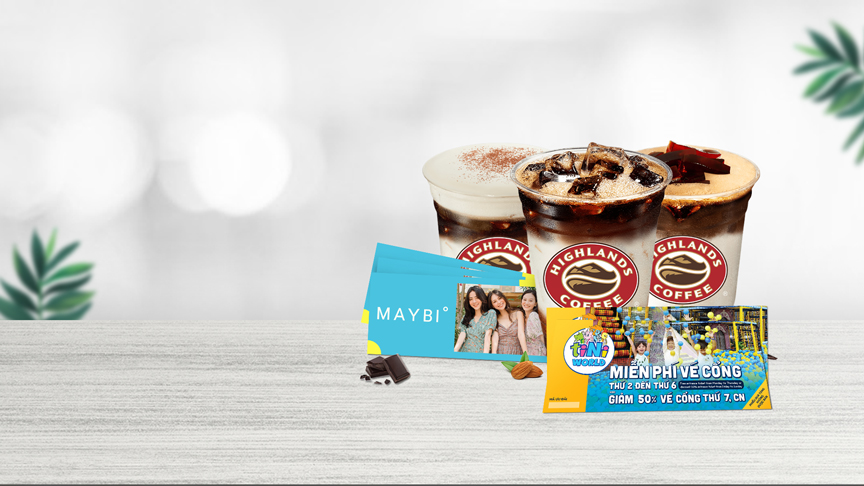 HIGHLANDS
HIGHLANDS
COFFEE
HIGHLANDS
COFFEE
MAYBI°
tiNi
WORLD
MIỄN PHÍ VÉ CỔNG
THỨ 2 ĐẾN THỨ 6
GIẢM 50% VÉ CỔNG THỨ 7, CN